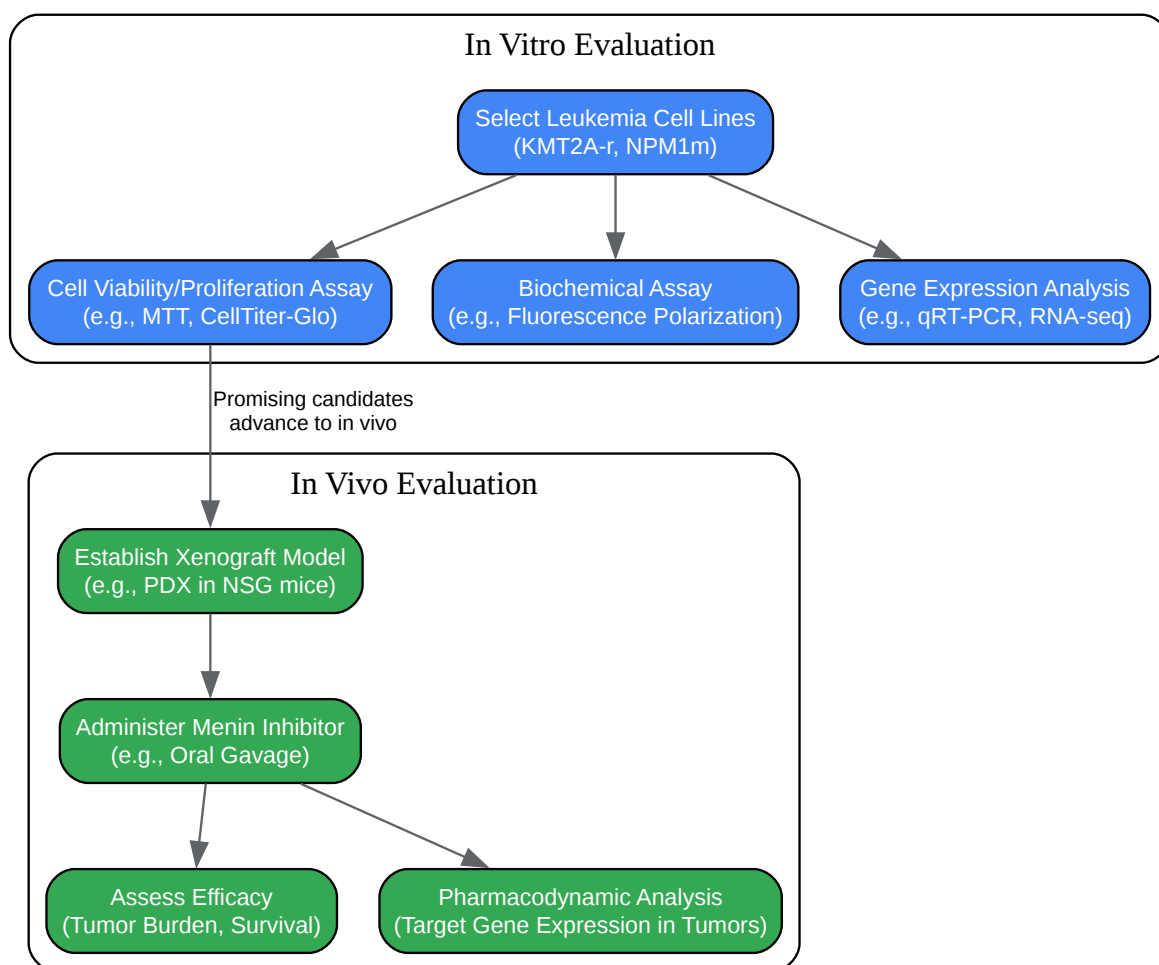 In Vitro Evaluation
Select Leukemia Cell Lines
(KMT2A-r, NPM1m)
Cell Viability/Proliferation Assay
(e.g., MTT, CellTiter-Glo)
Biochemical Assay
(e.g., Fluorescence Polarization)
Gene Expression Analysis
(e.g., qRT-PCR, RNA-seq)
Promising candidates
advance to in vivo
In Vivo Evaluation
Establish Xenograft Model
(e.g., PDX in NSG mice)
Administer Menin Inhibitor
(e.g., Oral Gavage)
Assess Efficacy
(Tumor Burden, Survival)
Pharmacodynamic Analysis
(Target Gene Expression in Tumors)